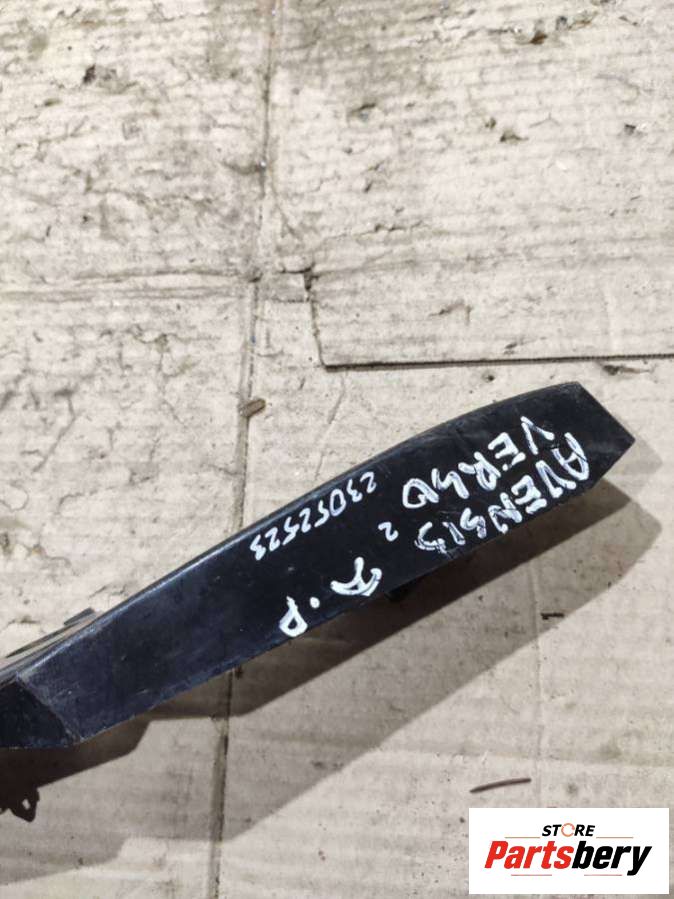 AVENSIS 2
VERSO
23052523
A.P
STORE
Partsbery